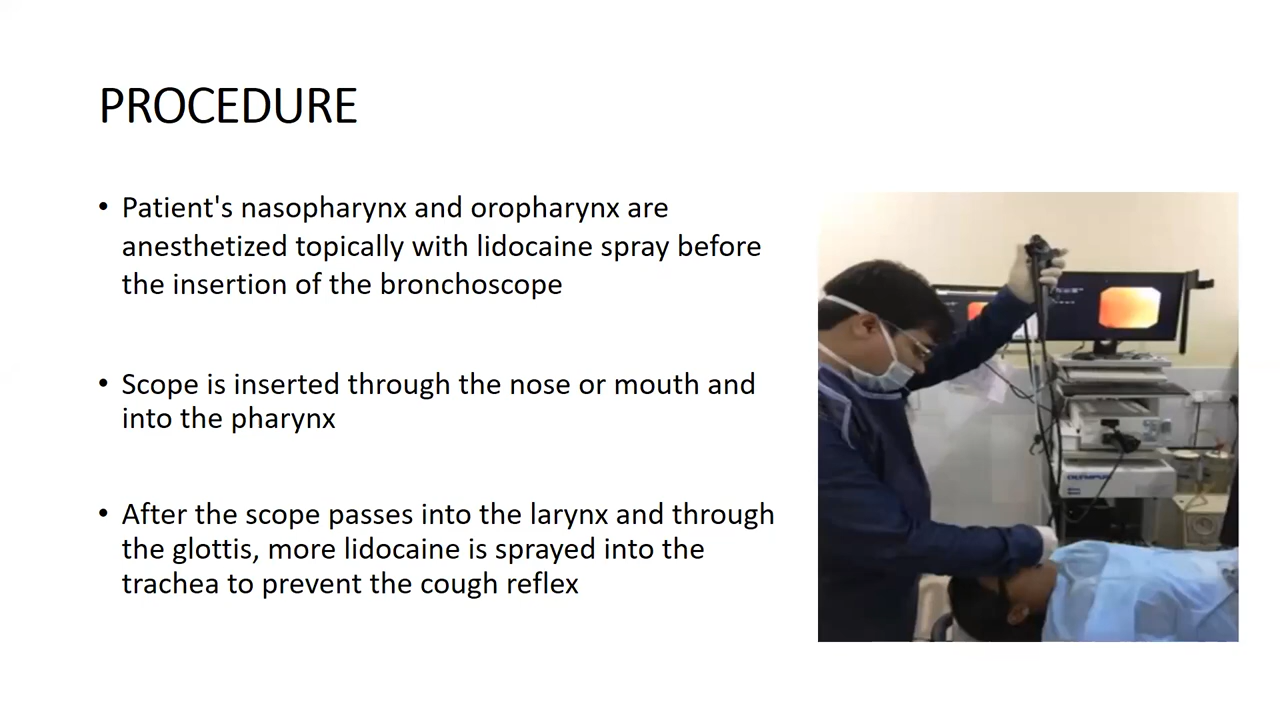 PROCEDURE
• Patient's nasopharynx and oropharynx are
anesthetized topically with lidocaine spray before
the insertion of the bronchoscope
• Scope is inserted through the nose or mouth and
into the pharynx
• After the scope passes into the larynx and through
the glottis, more lidocaine is sprayed into the
trachea to prevent the cough reflex
OLYMPUS